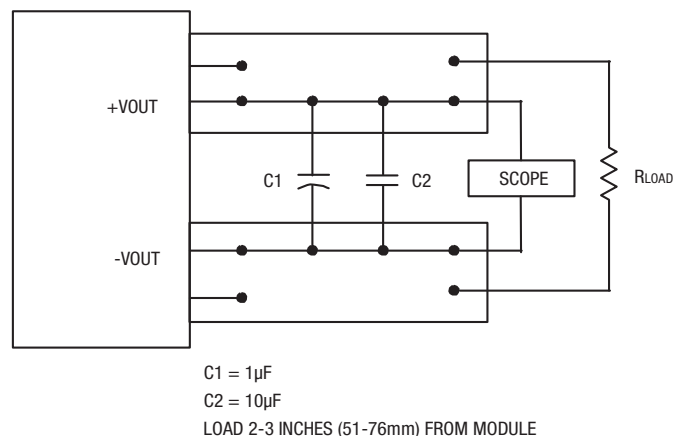 +VOUT
C1
C2
SCOPE
RLOAD
-VOUT
C1 = 1µF
C2 = 10µF
LOAD 2-3 INCHES (51-76mm) FROM MODULE